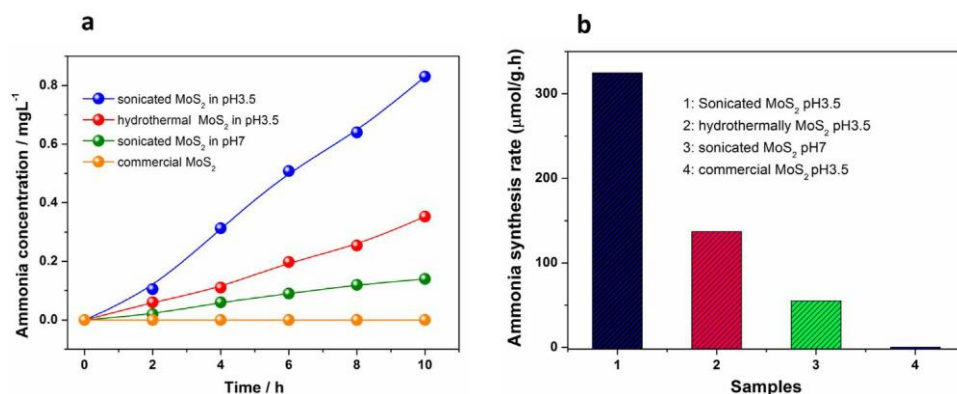 a
Ammonia concentration / mgL⁻¹
0.8
0.6
0.4
0.2
0.0
sonicated MoS₂ in pH3.5
hydrothermal MoS₂ in pH3.5
sonicated MoS₂ in pH7
commercial MoS₂
0 2 4 6 8 10
Time / h
b
Ammonia synthesis rate (μmol/g.h)
300
200
100
0
1: Sonicated MoS₂ pH3.5
2: hydrothermally MoS₂ pH3.5
3: sonicated MoS₂ pH7
4: commercial MoS₂ pH3.5
1 2 3 4
Samples